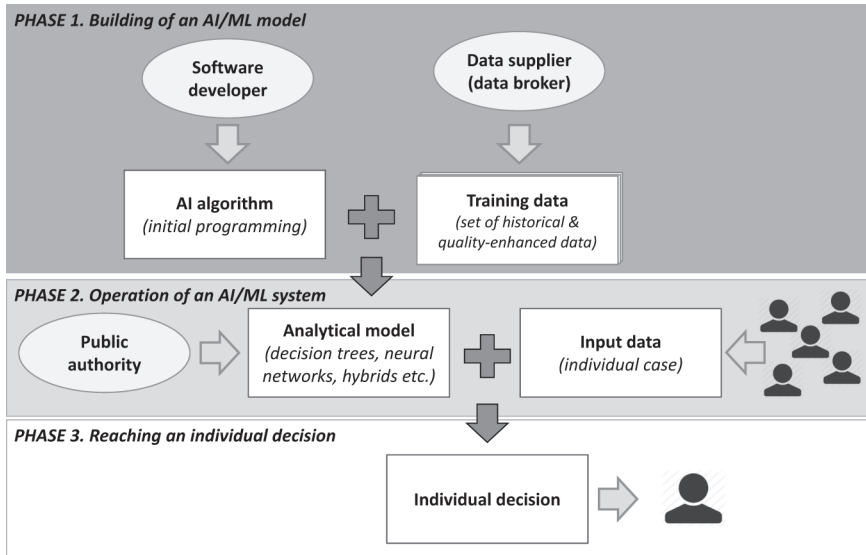 PHASE 1. Building of an AI/ML model
Software
developer
Data supplier
(data broker)
AI algorithm
(initial programming)
Training data
(set of historical &
quality-enhanced data)
PHASE 2. Operation of an AI/ML system
Public
authority
Analytical model
(decision trees, neural
networks, hybrids etc.)
Input data
(individual case)
PHASE 3. Reaching an individual decision
Individual decision